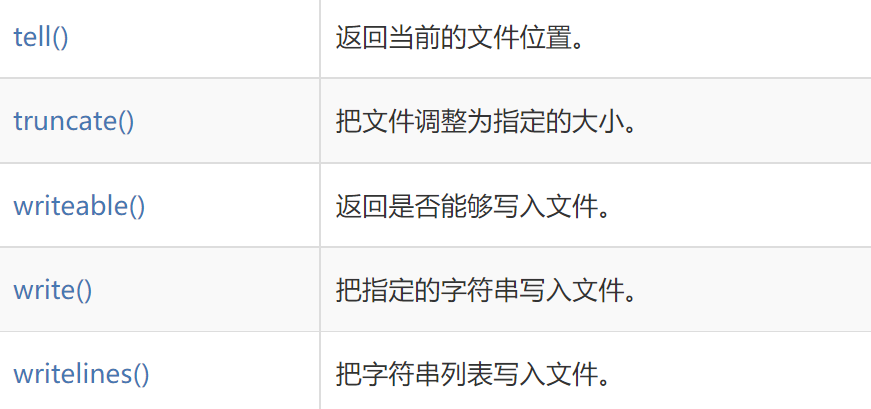 tell() 返回当前的文件位置。
truncate() 把文件调整为指定的大小。
writeable() 返回是否能够写入文件。
write() 把指定的字符串写入文件。
writelines() 把字符串列表写入文件。